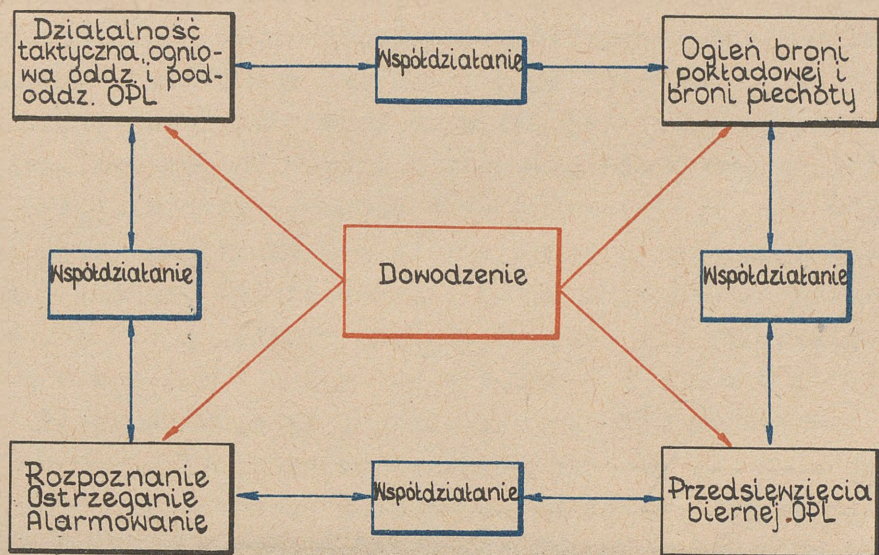 Działalność
taktyczna, ognio-
wa oddz. i pod-
oddz. OPL
Współdziałanie
Ogień broni
pokładowej i
broni piechoty
Współdziałanie
Dowodzenie
Współdziałanie
Rozpoznanie
Ostrzeganie
Alarmowanie
Współdziałanie
Przedsięwzięcia
biernej OPL